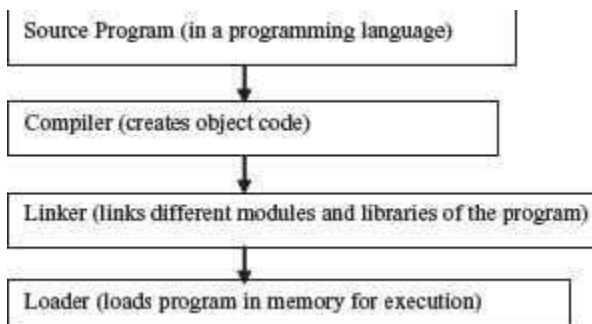 Source Program (in a programming language)
Compiler (creates object code)
Linker (links different modules and libraries of the program)
Loader (loads program in memory for execution)